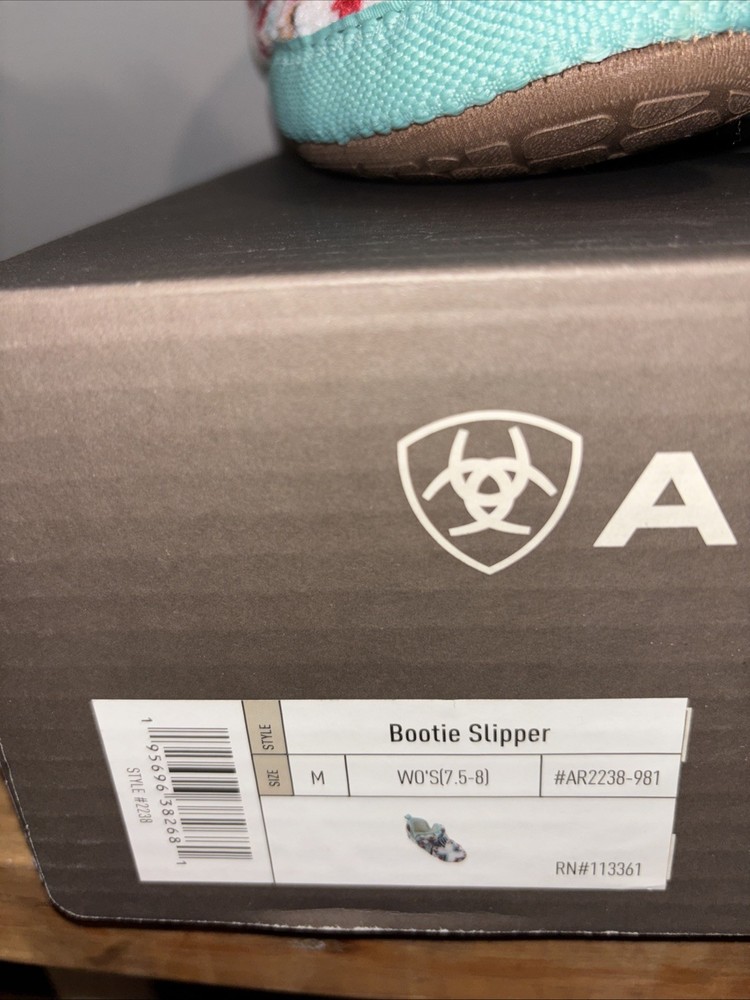 A
STYLE
Bootie Slipper
SIZE
M
WO'S(7.5-8)
#AR2238-981
RN#113361
1 95696 38268 1
STYLE #2238